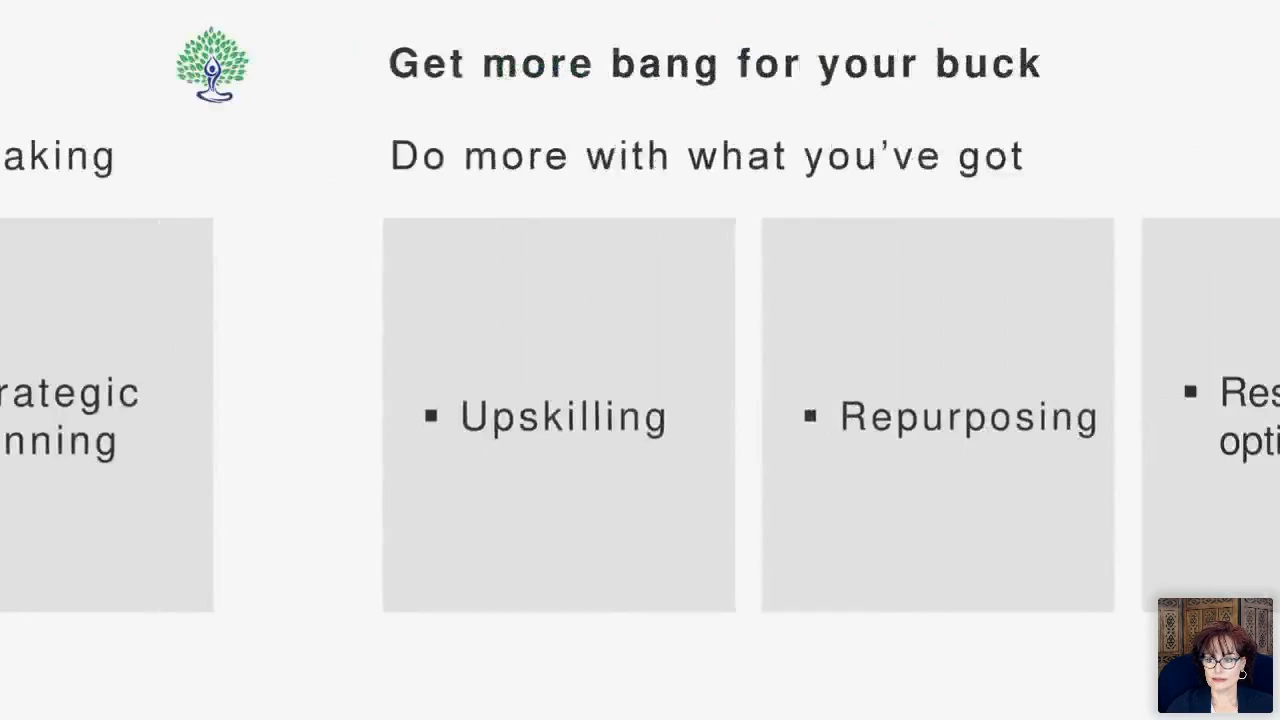 Get more bang for your buck
aking
Do more with what you’ve got
rategic
nning
▪ Upskilling
▪ Repurposing
▪ Res
opti